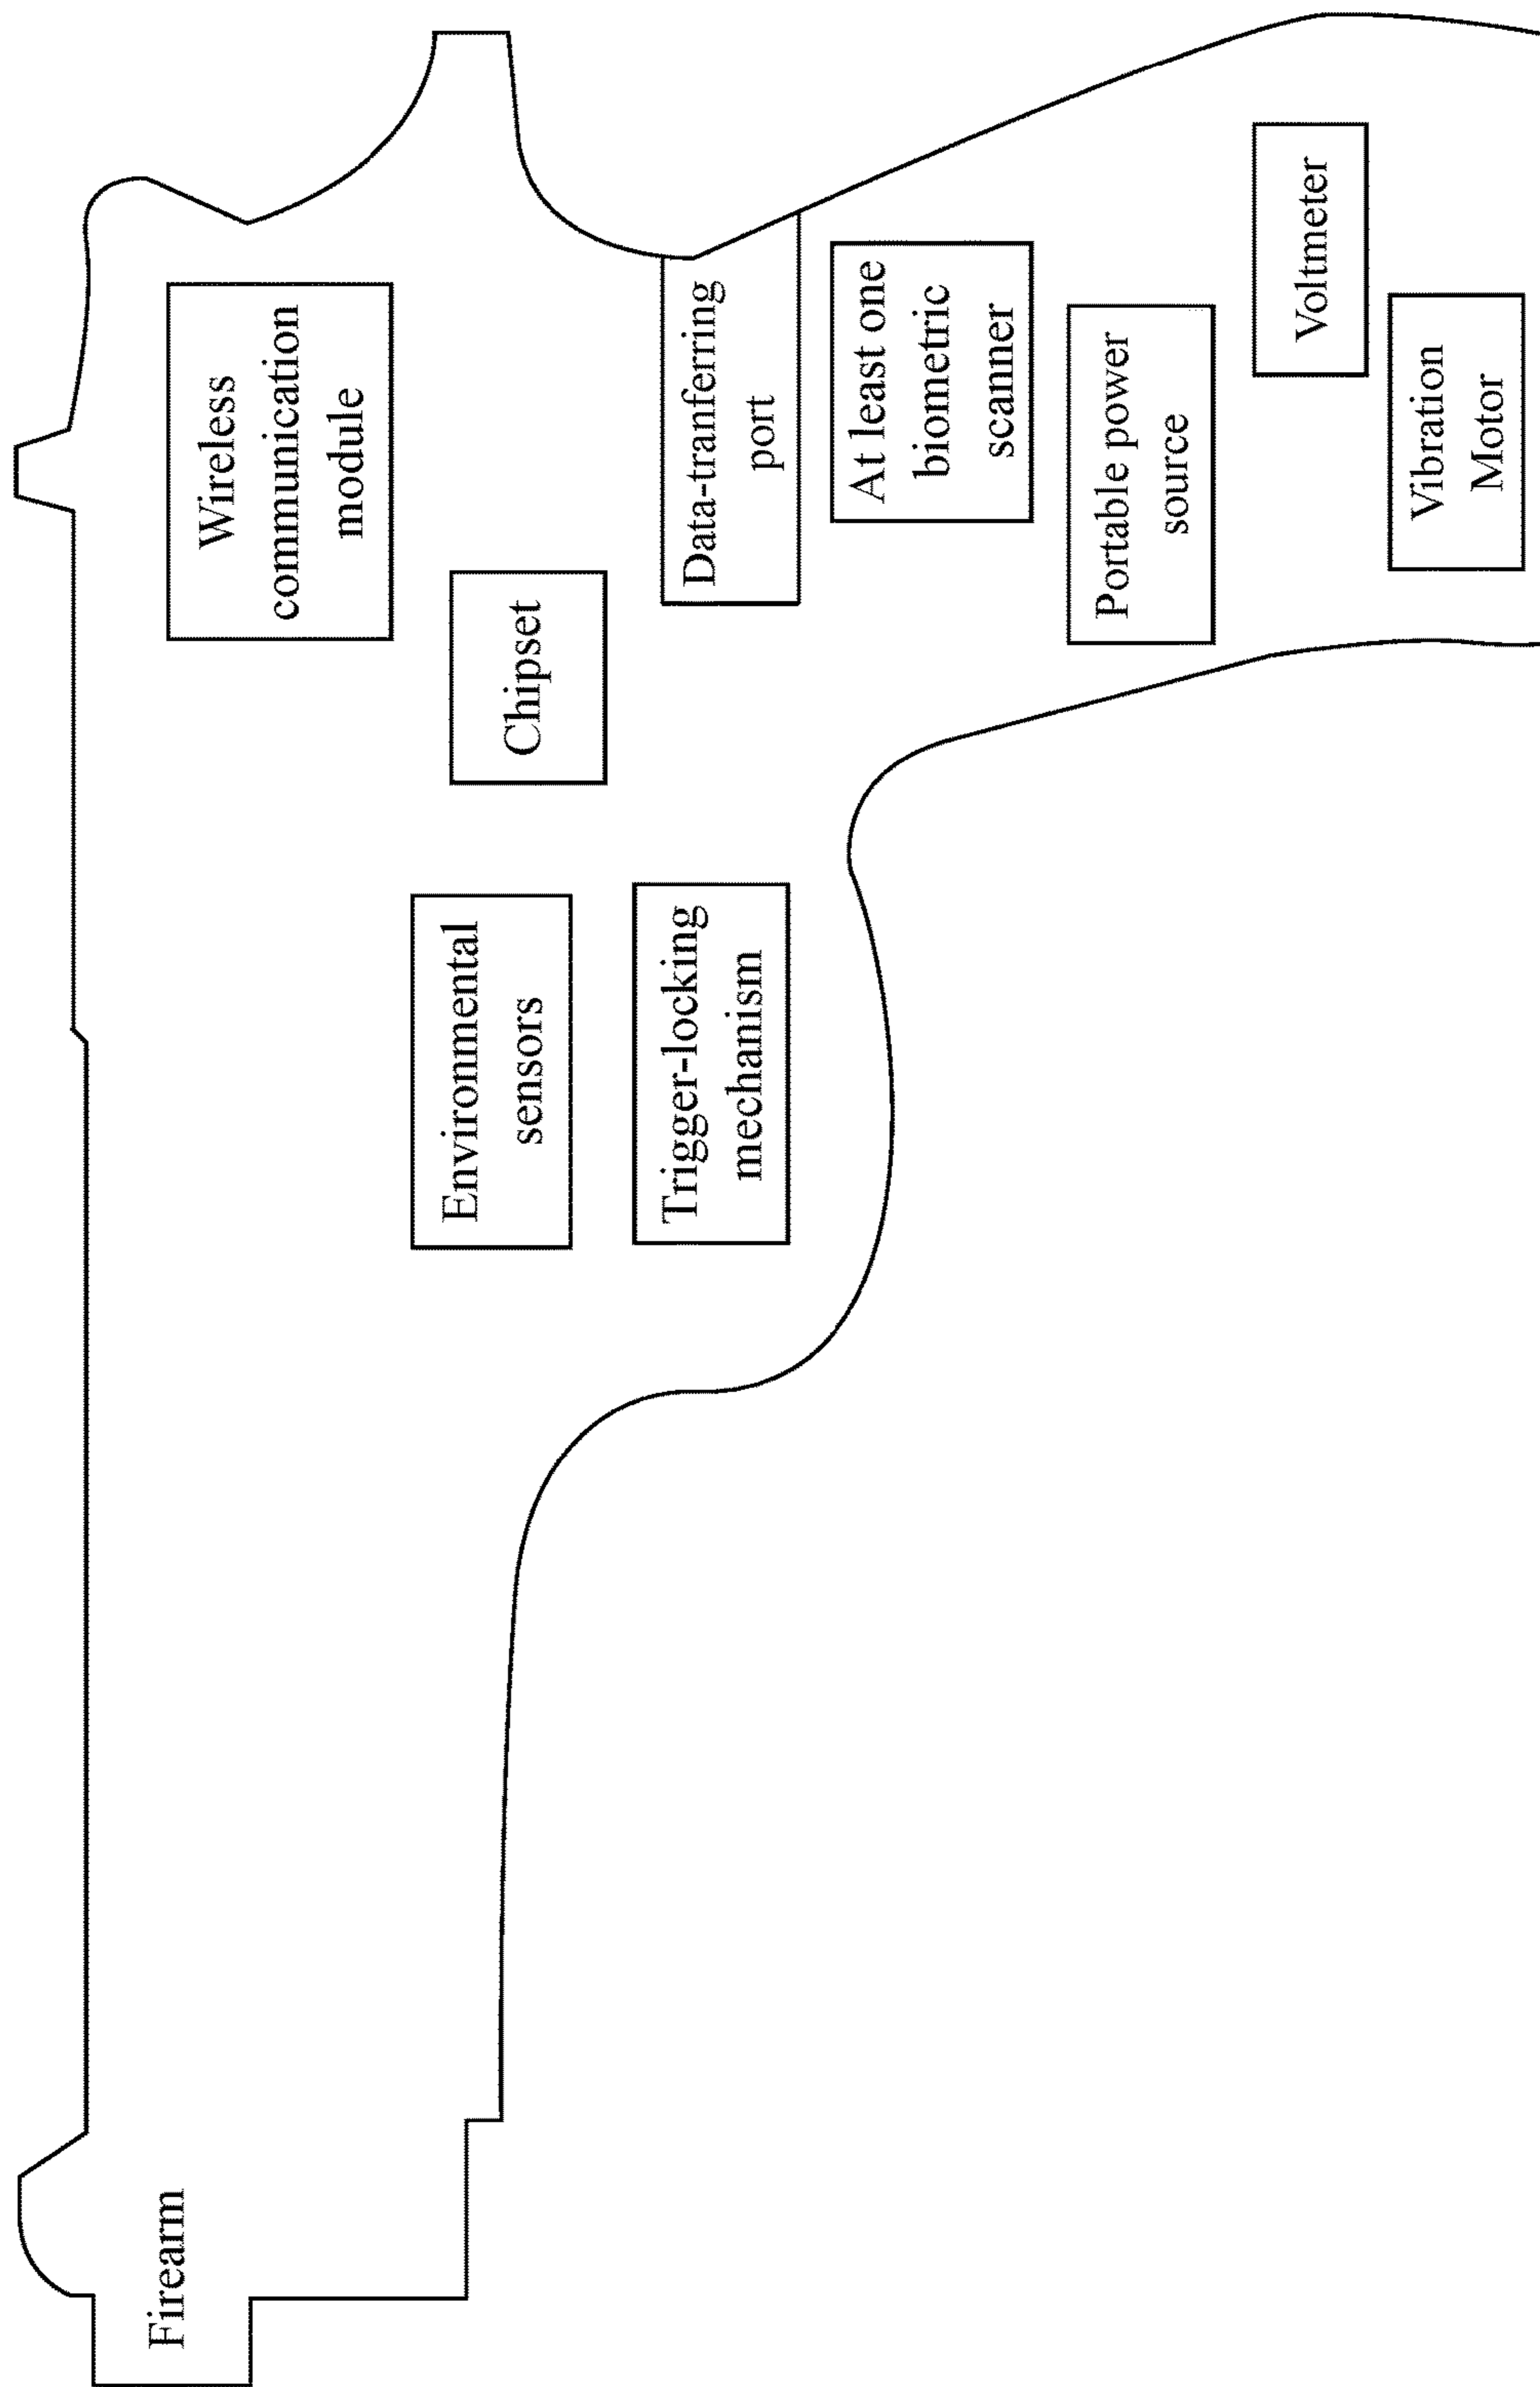 Firearm
Environmental
sensors
Trigger-locking
mechanism
Chipset
Wireless
communication
module
Data-tranferring
port
At least one
biometric
scanner
Portable power
source
Voltmeter
Vibration
Motor